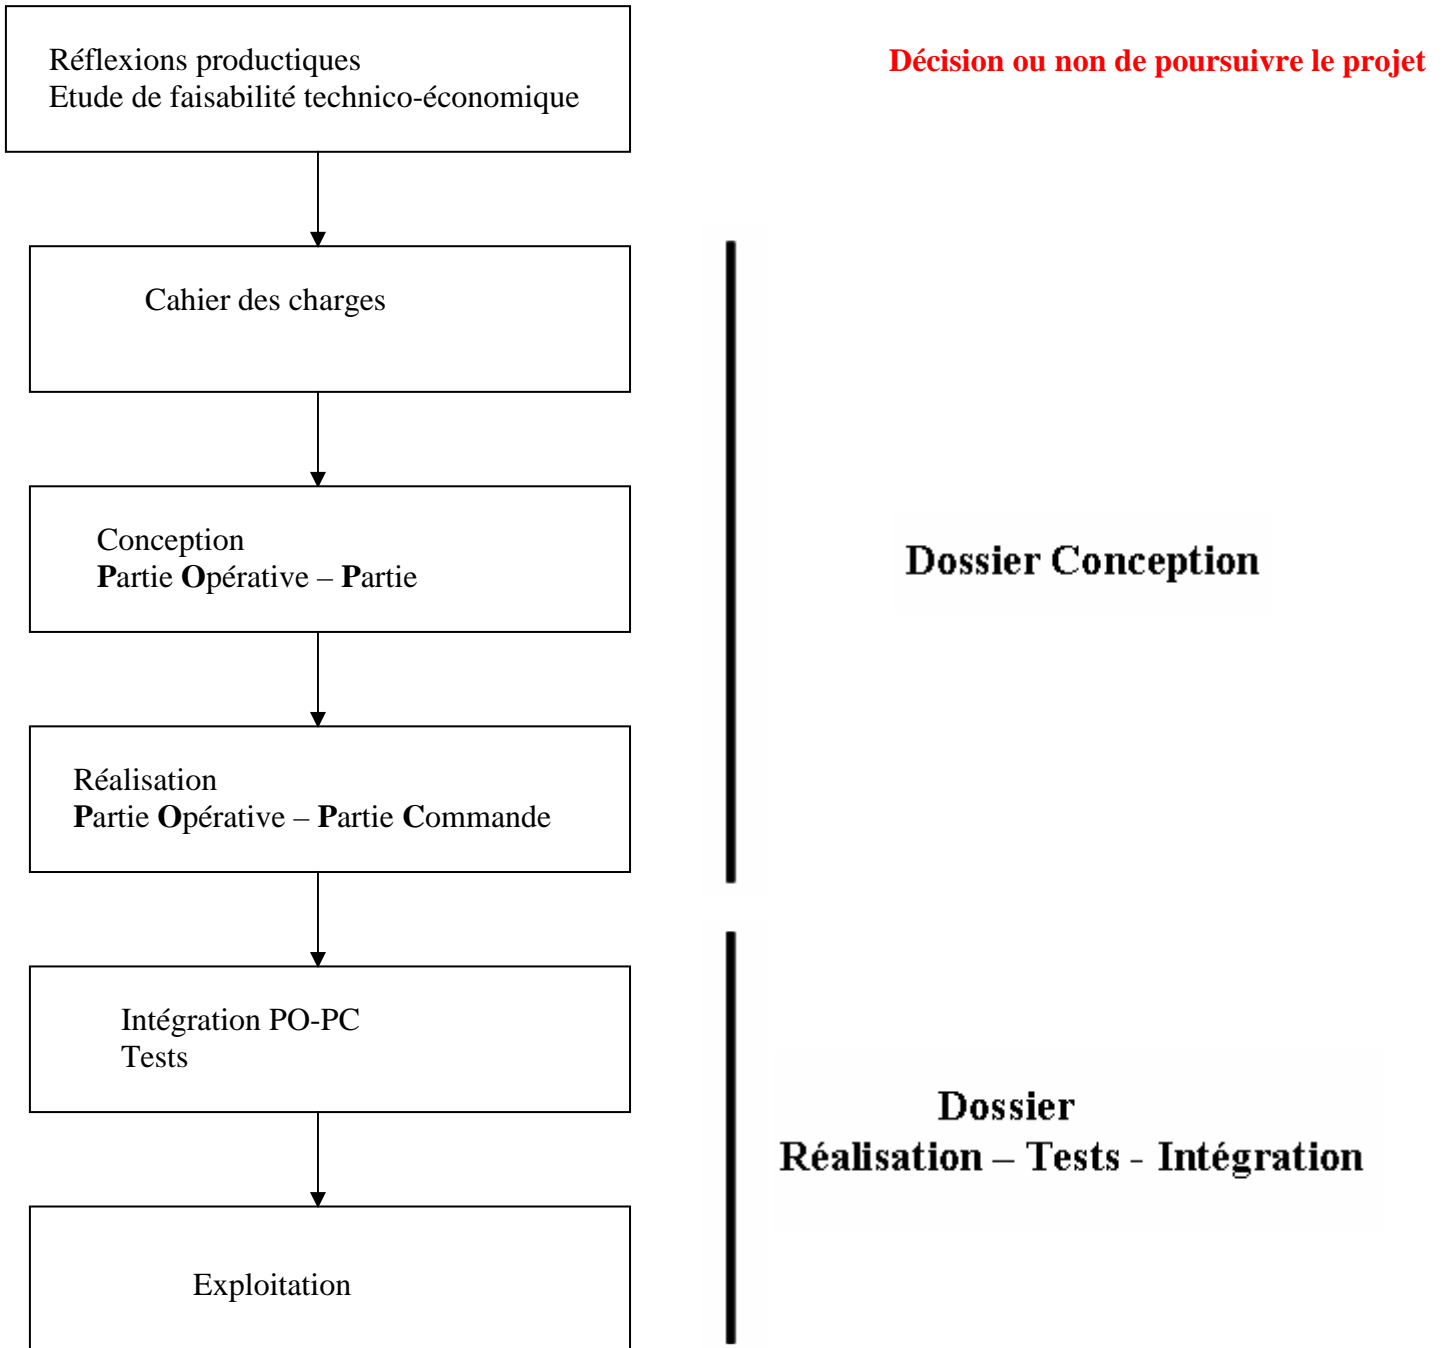 Réflexions productiques
Etude de faisabilité technico-économique
Décision ou non de poursuivre le projet
Cahier des charges
Conception
Partie Opérative – Partie
Dossier Conception
Réalisation
Partie Opérative – Partie Commande
Intégration PO-PC
Tests
Dossier
Réalisation – Tests - Intégration
Exploitation